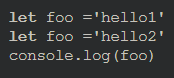 let foo ='hello1'
let foo ='hello2'
console.log(foo)